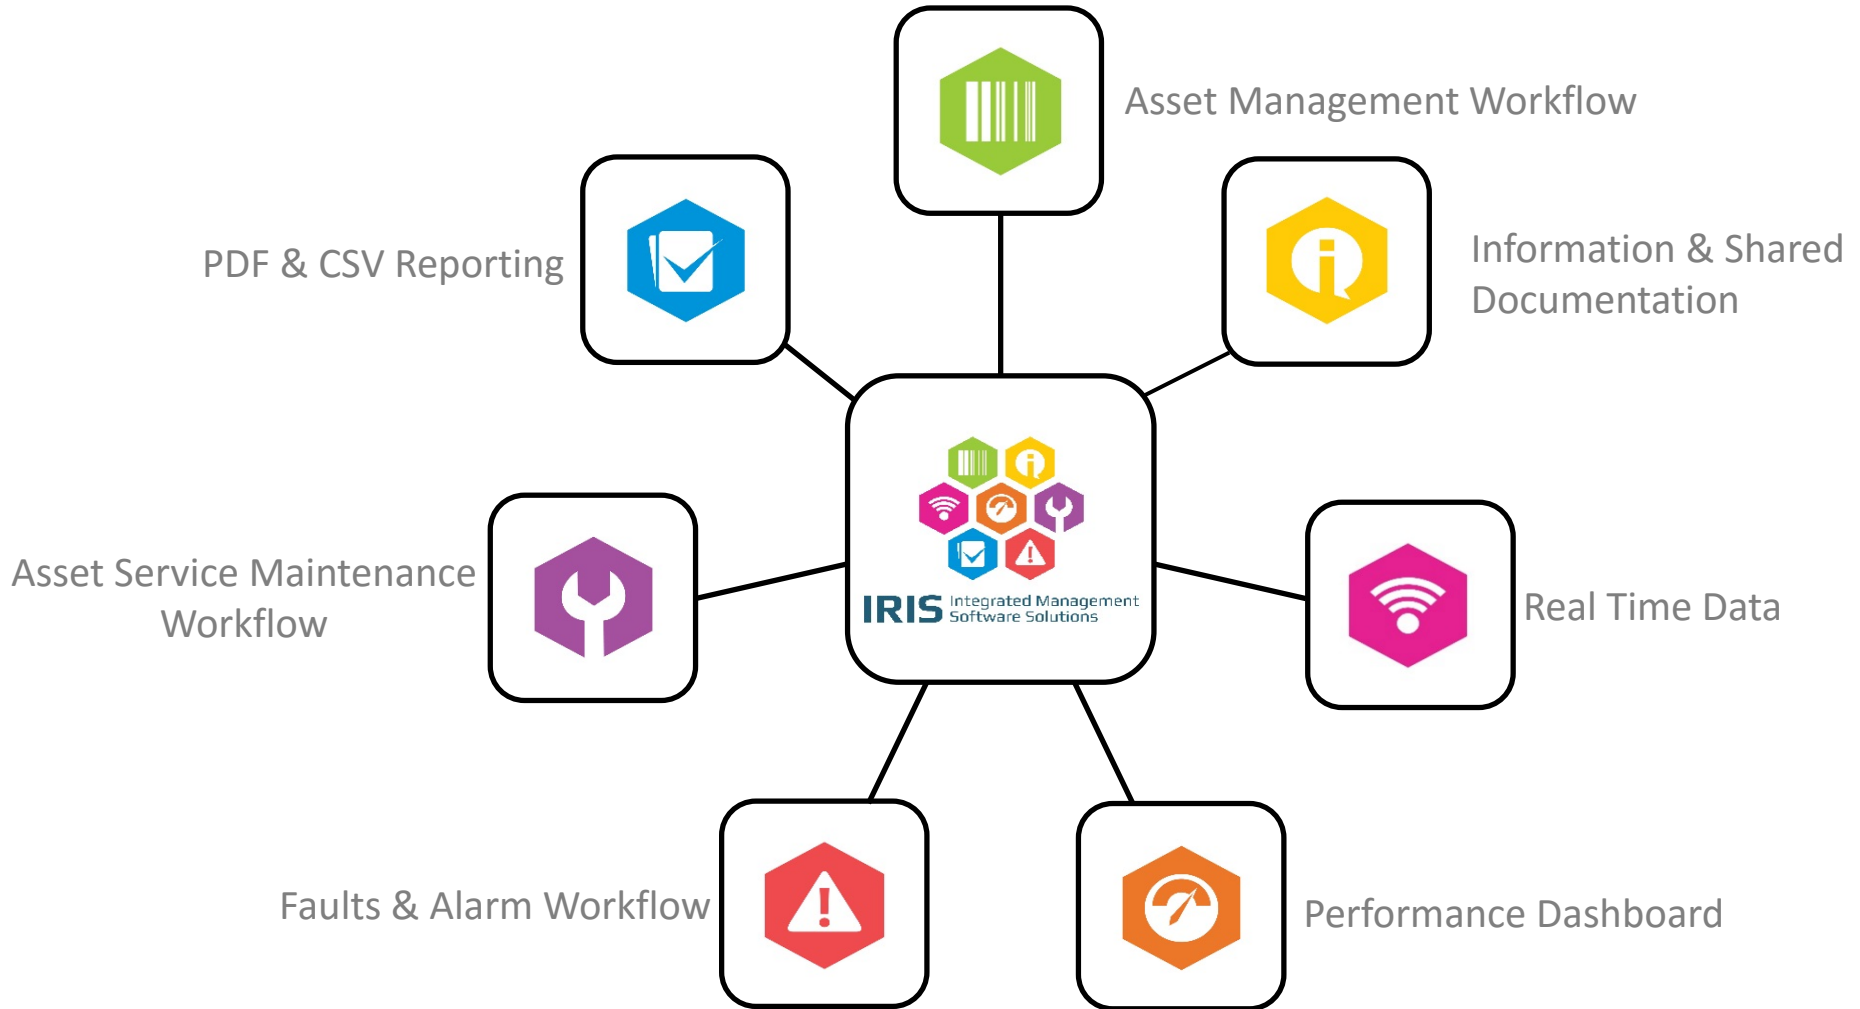 Asset Management Workflow
Information & Shared
Documentation
PDF & CSV Reporting
IRIS Integrated Management
Software Solutions
Asset Service Maintenance
Workflow
Real Time Data
Faults & Alarm Workflow
Performance Dashboard